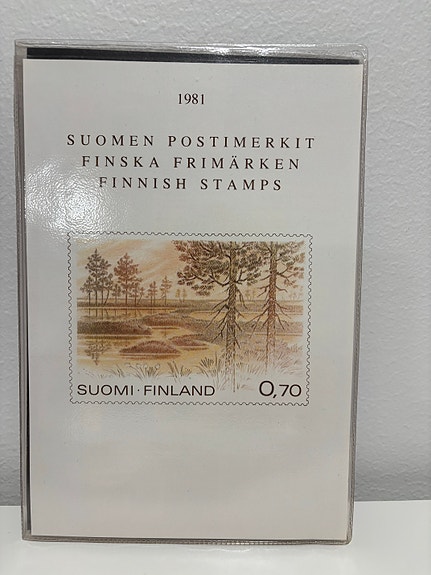 1981
SUOMEN POSTIMERKIT
FINSKA FRIMÄRKEN
FINNISH STAMPS
SUOMI · FINLAND 0,70